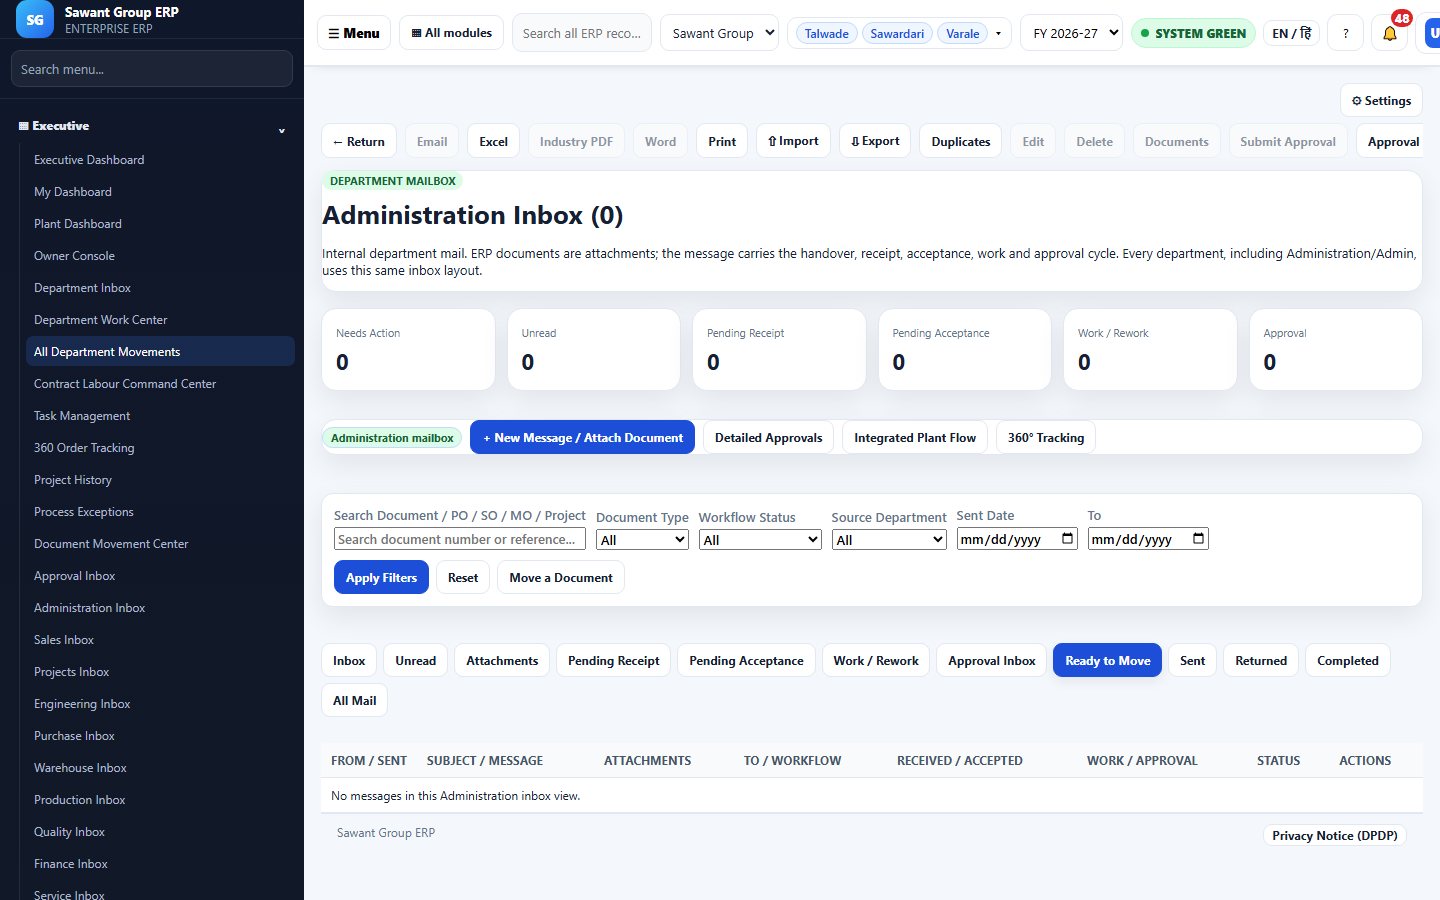 SG
Sawant Group ERP
ENTERPRISE ERP
Search menu...
Executive
Executive Dashboard
My Dashboard
Plant Dashboard
Owner Console
Department Inbox
Department Work Center
All Department Movements
Contract Labour Command Center
Task Management
360 Order Tracking
Project History
Process Exceptions
Document Movement Center
Approval Inbox
Administration Inbox
Sales Inbox
Projects Inbox
Engineering Inbox
Purchase Inbox
Warehouse Inbox
Production Inbox
Quality Inbox
Finance Inbox
Service Inbox
☰ Menu
All modules
Search all ERP reco...
Sawant Group
Talwade Sawardari Varale
FY 2026-27
SYSTEM GREEN
EN / हिं
?
48
U
⚙ Settings
← Return
Email
Excel
Industry PDF
Word
Print
⇧ Import
⇩ Export
Duplicates
Edit
Delete
Documents
Submit Approval
Approval
DEPARTMENT MAILBOX
Administration Inbox (0)
Internal department mail. ERP documents are attachments; the message carries the handover, receipt, acceptance, work and approval cycle. Every department, including Administration/Admin,
uses this same inbox layout.
Needs Action
0
Unread
0
Pending Receipt
0
Pending Acceptance
0
Work / Rework
0
Approval
0
Administration mailbox
+ New Message / Attach Document
Detailed Approvals
Integrated Plant Flow
360° Tracking
Search Document / PO / SO / MO / Project
Search document number or reference...
Document Type
All
Workflow Status
All
Source Department
All
Sent Date
mm/dd/yyyy
To
mm/dd/yyyy
Apply Filters
Reset
Move a Document
Inbox
Unread
Attachments
Pending Receipt
Pending Acceptance
Work / Rework
Approval Inbox
Ready to Move
Sent
Returned
Completed
All Mail
FROM / SENT SUBJECT / MESSAGE ATTACHMENTS TO / WORKFLOW RECEIVED / ACCEPTED WORK / APPROVAL STATUS ACTIONS
No messages in this Administration inbox view.
Sawant Group ERP
Privacy Notice (DPDP)